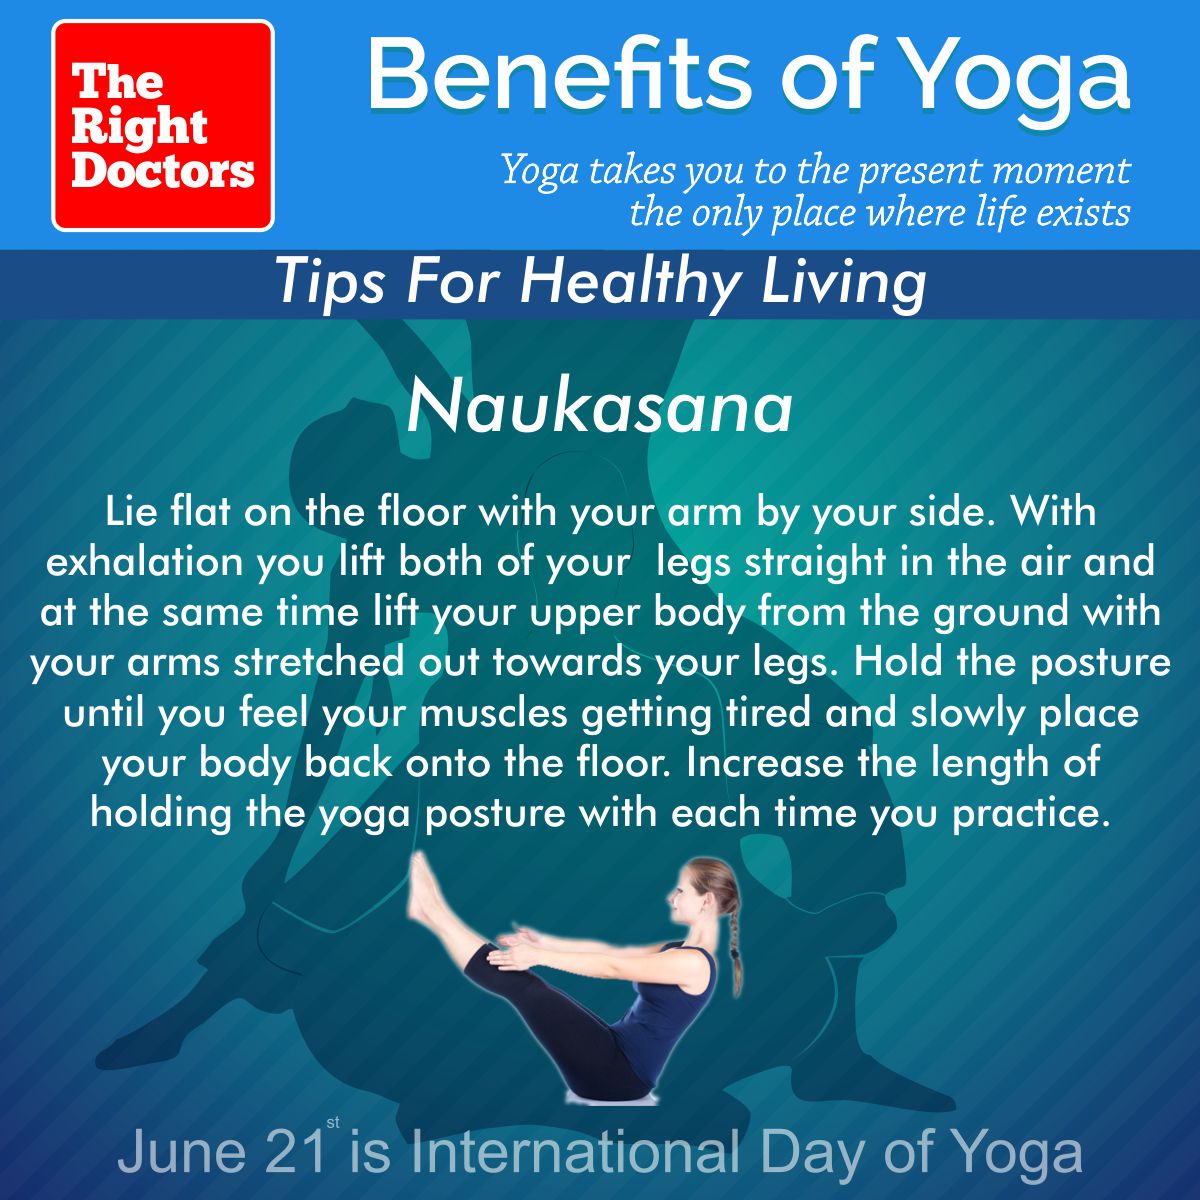 The
Right
Doctors
Benefits of Yoga
Yoga takes you to the present moment
the only place where life exists
Tips For Healthy Living
Naukasana
Lie flat on the floor with your arm by your side. With
exhalation you lift both of your legs straight in the air and
at the same time lift your upper body from the ground with
your arms stretched out towards your legs. Hold the posture
until you feel your muscles getting tired and slowly place
your body back onto the floor. Increase the length of
holding the yoga posture with each time you practice.
June 21st is International Day of Yoga